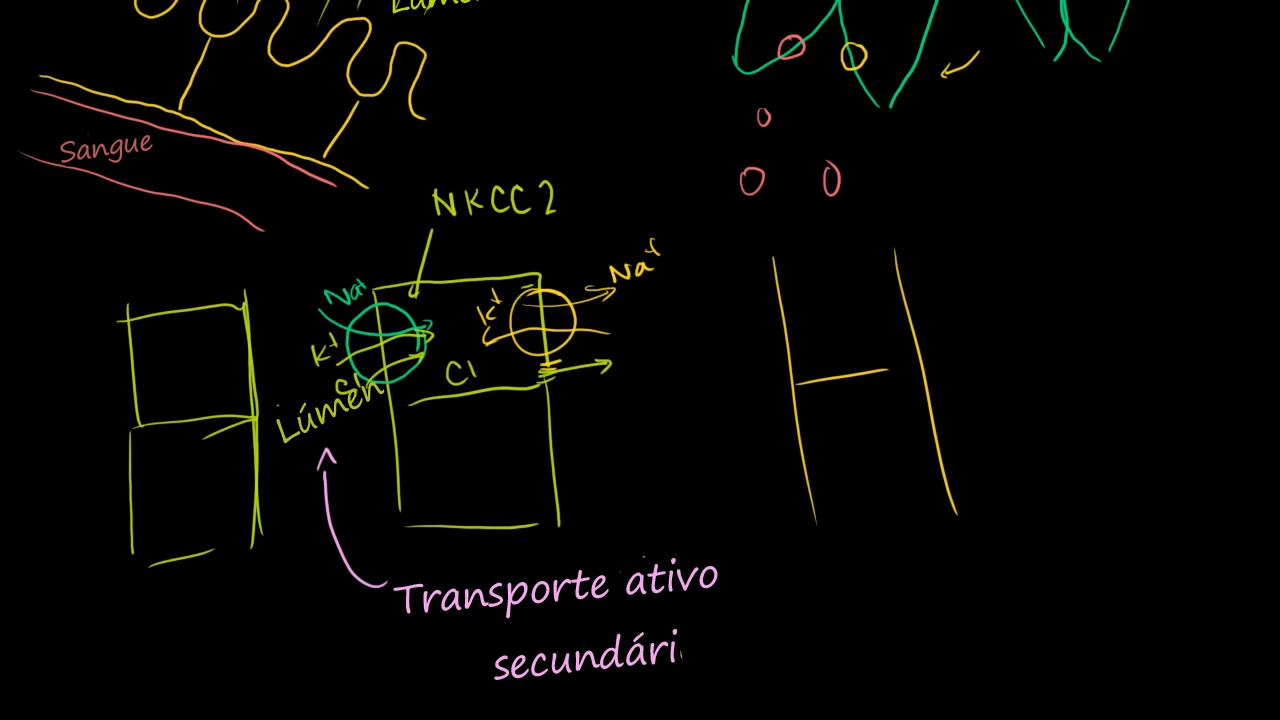 Lúmen
Sangue
NKCC2
Na+
Na+
K+
K+
Cl
Cl
Lúmen
Transporte ativo
secundári